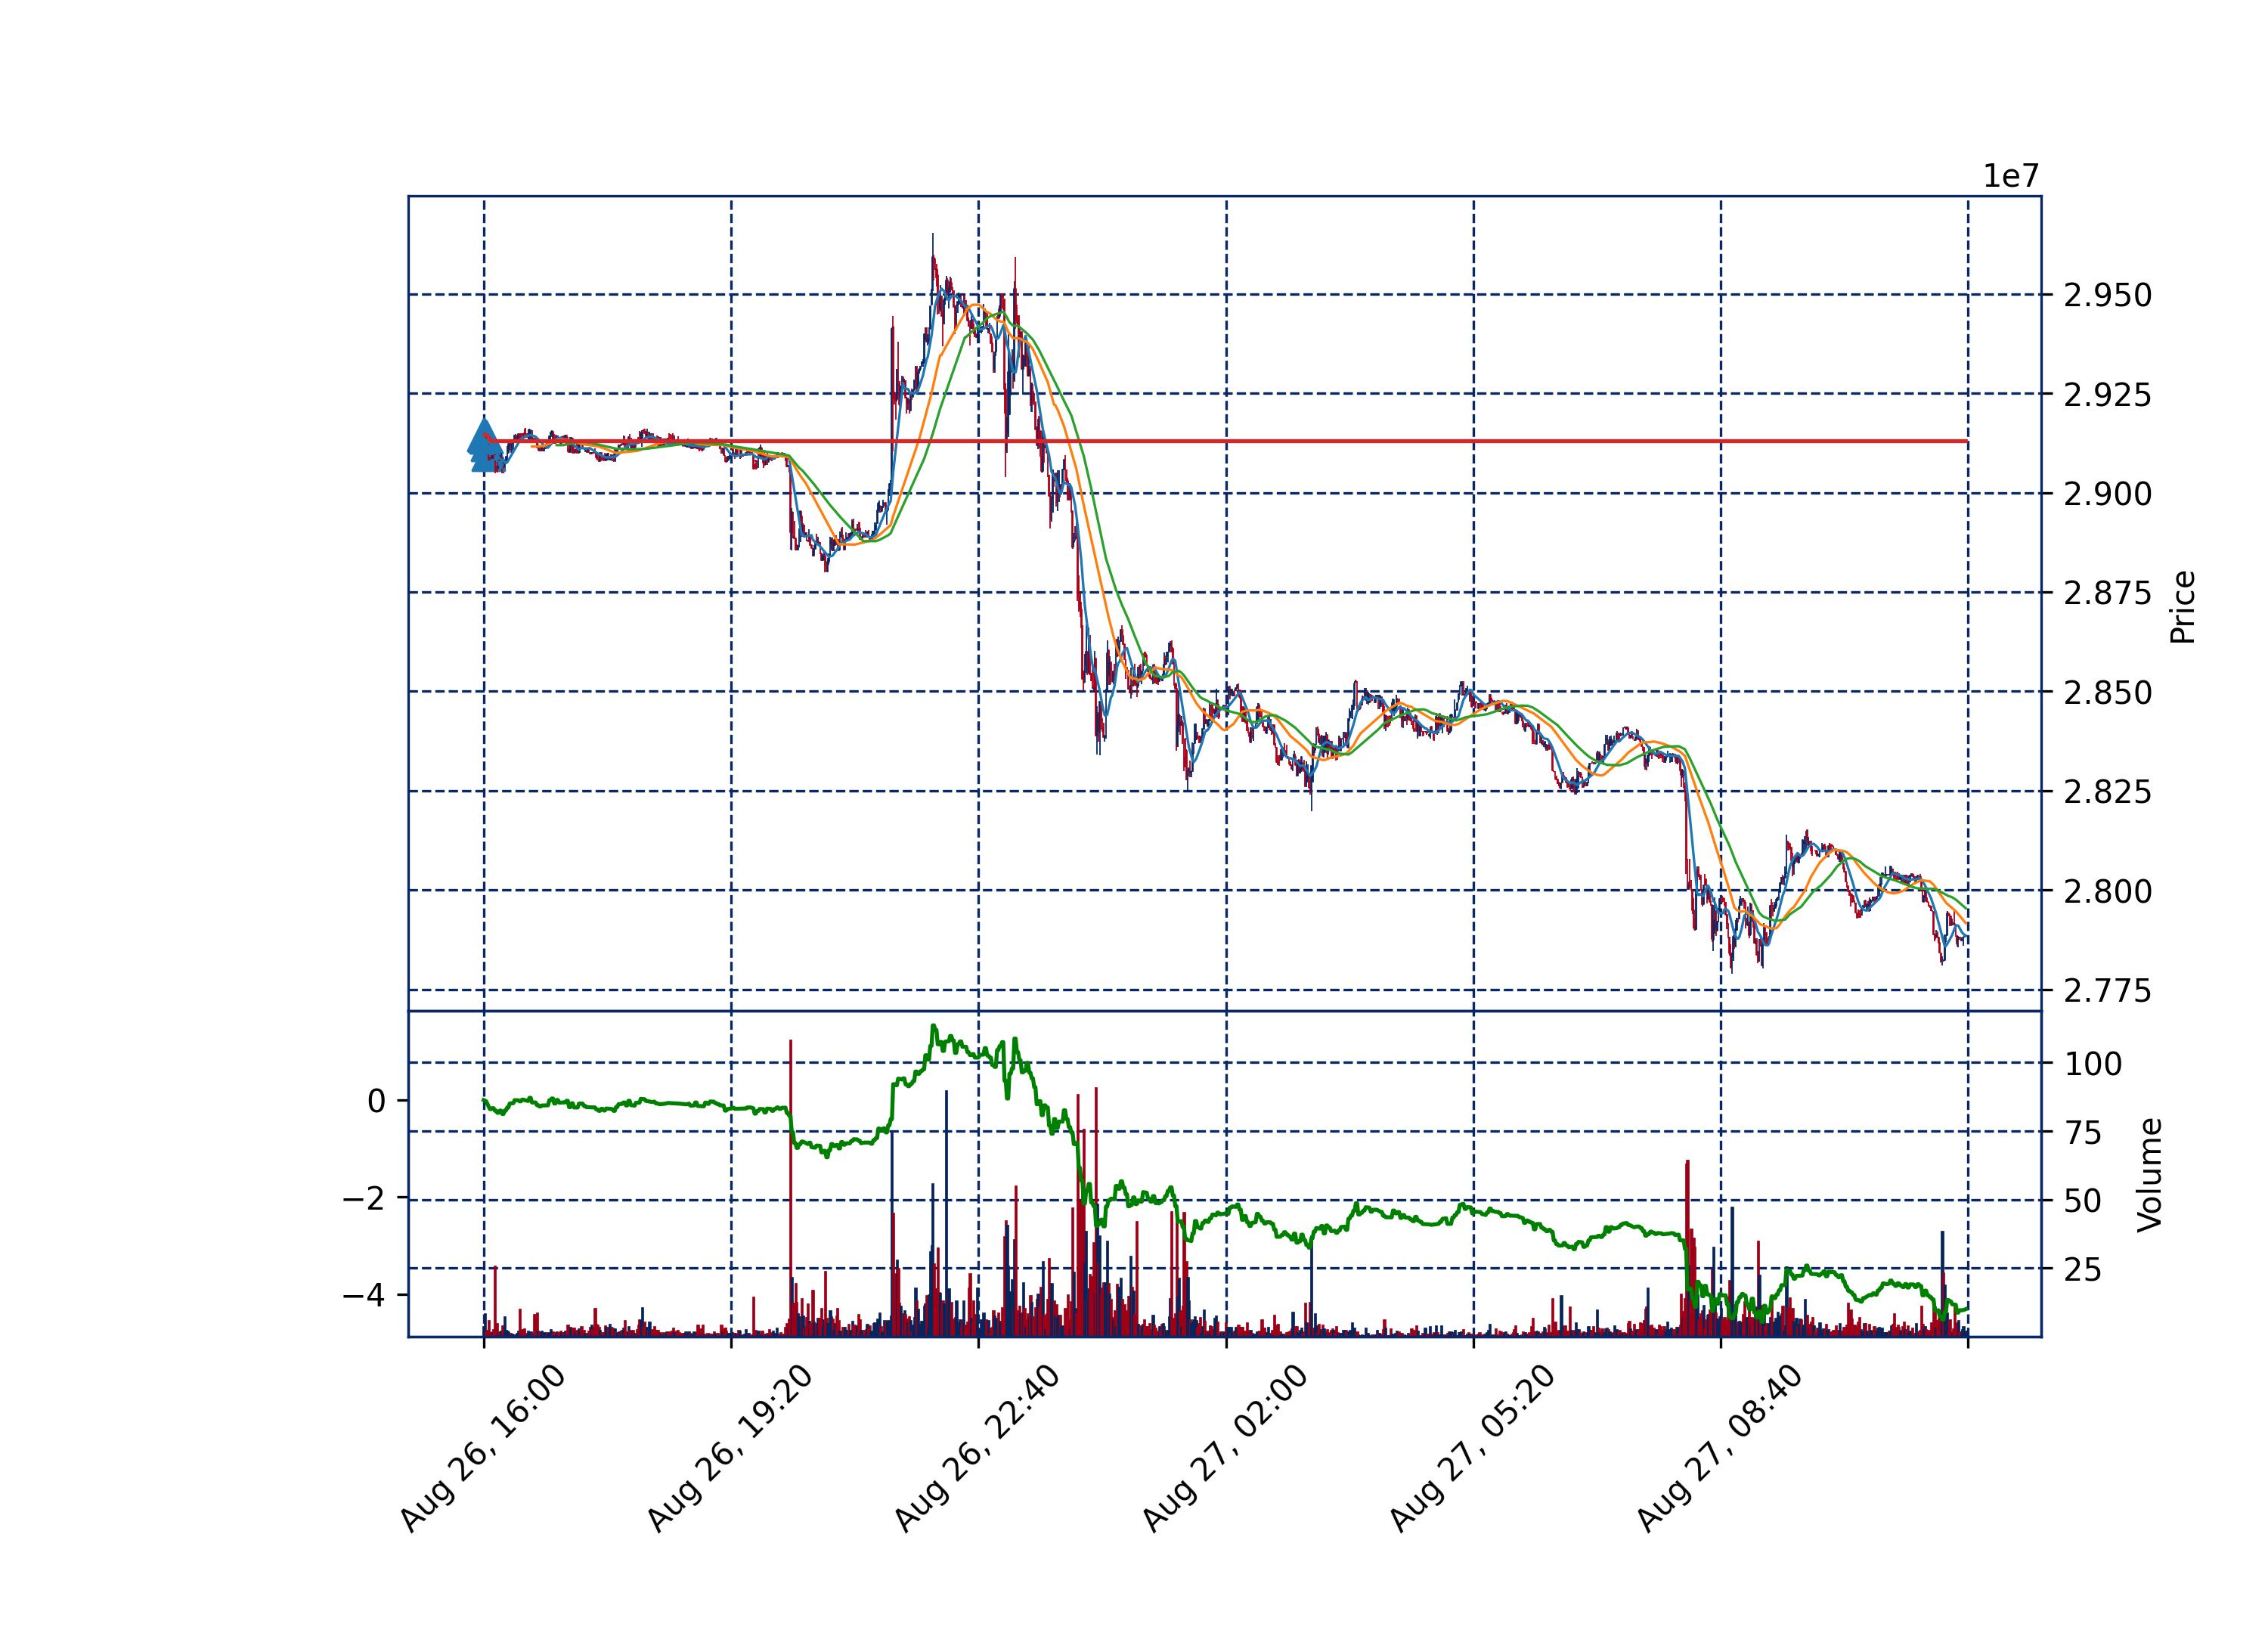 1e7
2.950
2.925
2.900
2.875
2.850
2.825
2.800
2.775
Price
0
−2
−4
100
75
50
25
Volume
Aug 26, 16:00
Aug 26, 19:20
Aug 26, 22:40
Aug 27, 02:00
Aug 27, 05:20
Aug 27, 08:40